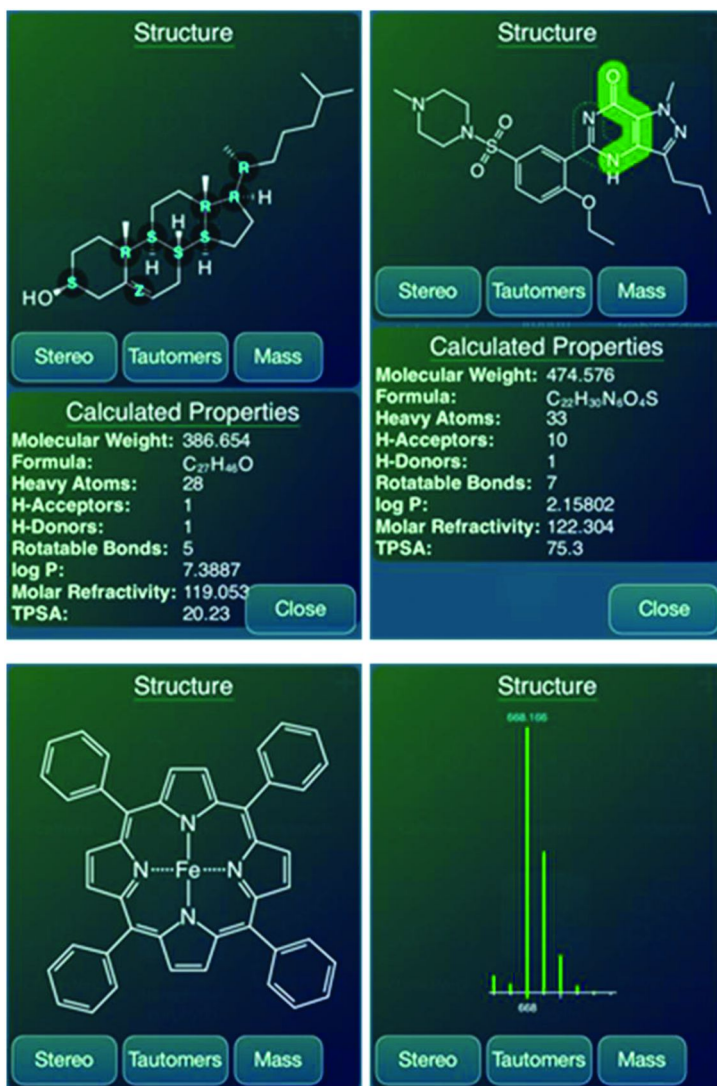 Structure
R
R
R
H
H
R
S
S
S
H
H
S
Z
HO
Stereo
Tautomers
Mass
Calculated Properties
Molecular Weight: 386.654
Formula: C₂₇H₄₆O
Heavy Atoms: 28
H-Acceptors: 1
H-Donors: 1
Rotatable Bonds: 5
log P: 7.3887
Molar Refractivity: 119.053
TPSA: 20.23
Close
Structure
O
N
N
N
N
O
S
O
N
N
H
O
Stereo
Tautomers
Mass
Calculated Properties
Molecular Weight: 474.576
Formula: C₂₂H₃₀N₆O₄S
Heavy Atoms: 33
H-Acceptors: 10
H-Donors: 1
Rotatable Bonds: 7
log P: 2.15802
Molar Refractivity: 122.304
TPSA: 75.3
Close
Structure
N
N
Fe
N
N
Stereo
Tautomers
Mass
Structure
668.166
668
Stereo
Tautomers
Mass